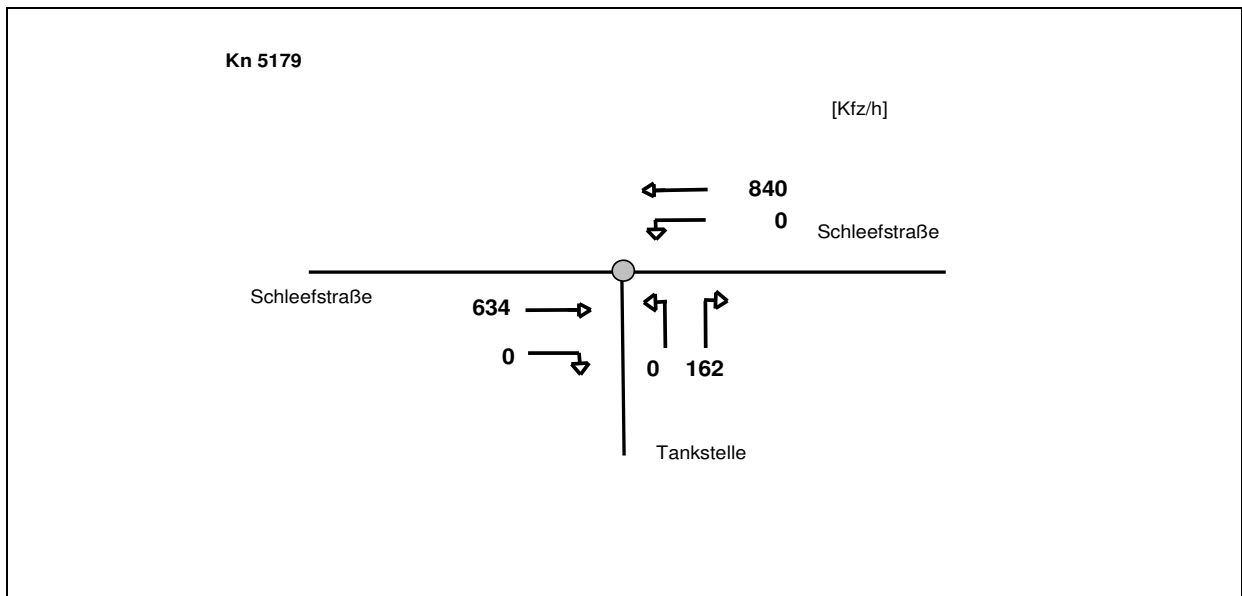 Kn 5179
[Kfz/h]
840
0
Schleefstraße
Schleefstraße
634
0
0 162
Tankstelle